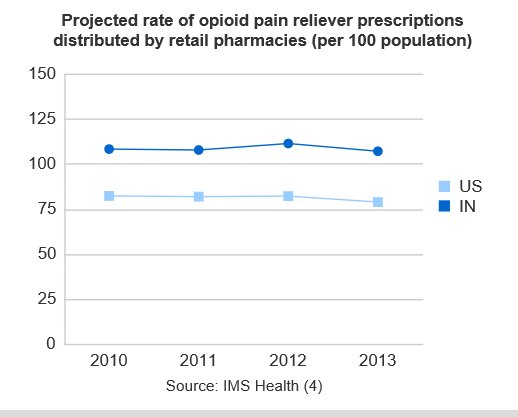 Projected rate of opioid pain reliever prescriptions
distributed by retail pharmacies (per 100 population)
150
125
100
75
50
25
0
US
IN
2010 2011 2012 2013
Source: IMS Health (4)